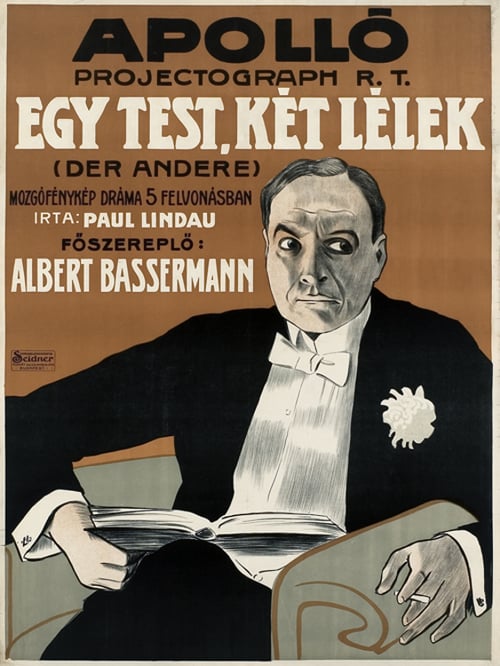 APOLLÓ
PROJECTOGRAPH R. T.
EGY TEST, KÉT LÉLEK
(DER ANDERE)
MOZGÓFÉNYKÉP DRÁMA 5 FELVONÁSBAN
IRTA: PAUL LINDAU
FŐSZEREPLŐ:
ALBERT BASSERMANN
Seidner
BUDAPEST